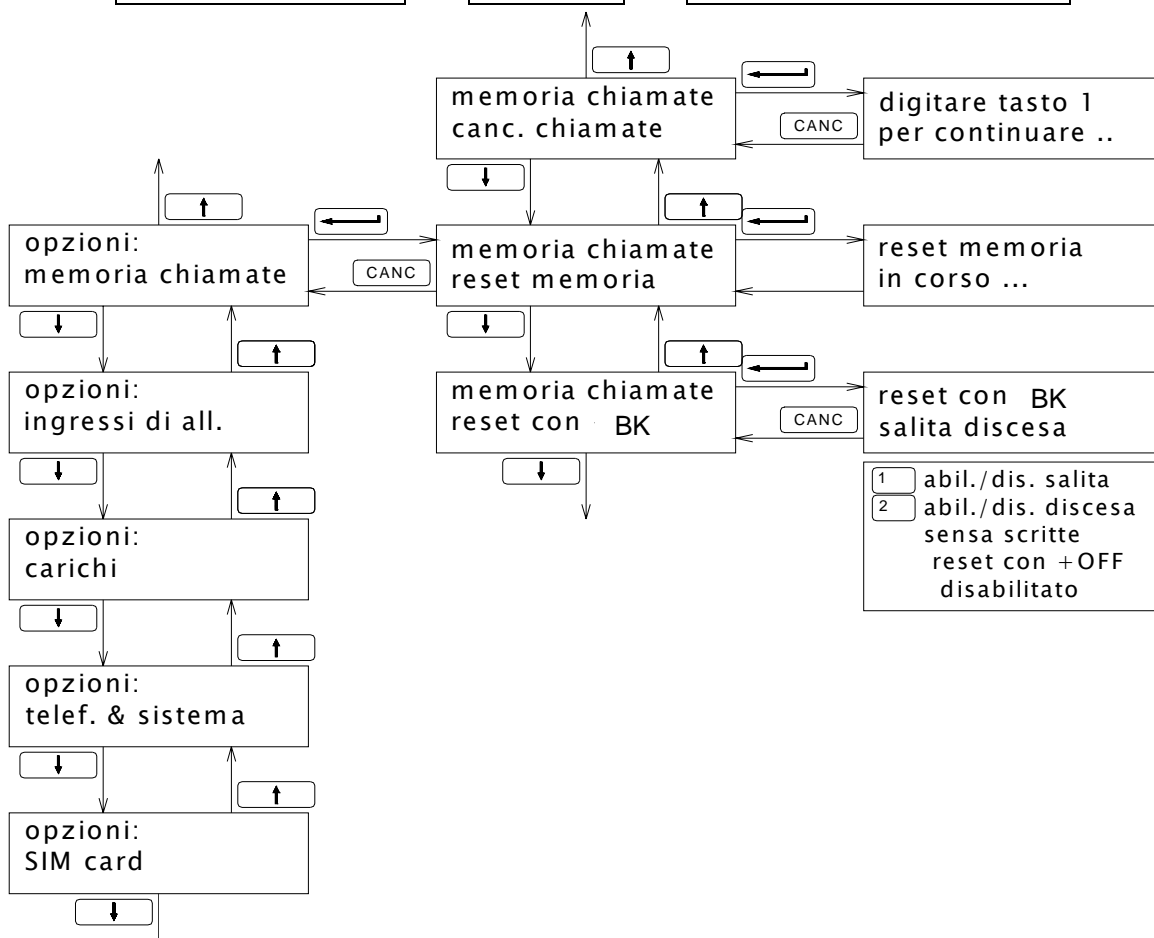 memoria chiamate
canc. chiamate
CANC
digitare tasto 1
per continuare ..
opzioni:
memoria chiamate
CANC
memoria chiamate
reset memoria
reset memoria
in corso ...
opzioni:
ingressi di all.
memoria chiamate
reset con BK
CANC
reset con BK
salita discesa
1 abil./dis. salita
2 abil./dis. discesa
sensa scritte
reset con +OFF
disabilitato
opzioni:
carichi
opzioni:
telef. & sistema
opzioni:
SIM card